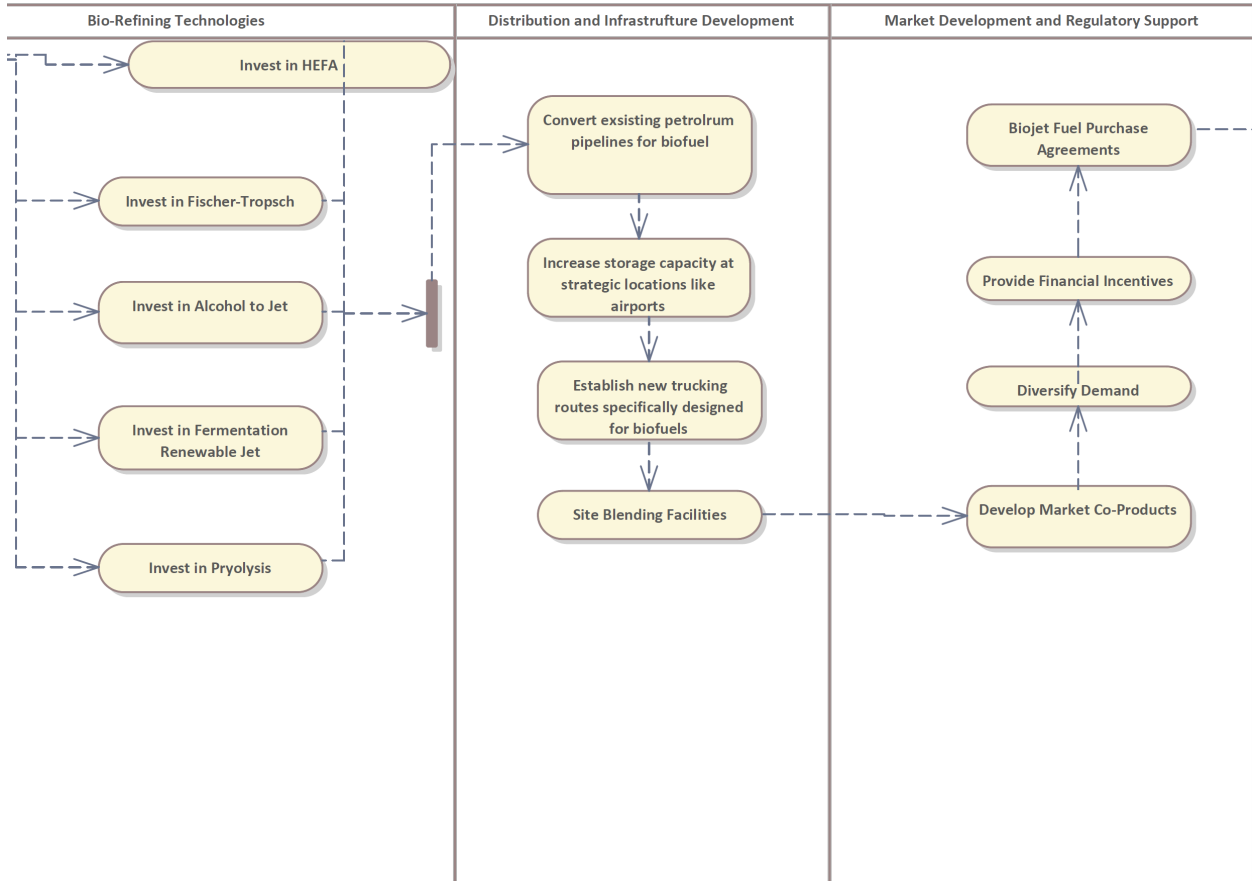 Bio-Refining Technologies
Invest in HEFA
Invest in Fischer-Tropsch
Invest in Alcohol to Jet
Invest in Fermentation
Renewable Jet
Invest in Pryolysis
Distribution and Infrastrufture Development
Convert exsisting petrolrum
pipelines for biofuel
Increase storage capacity at
strategic locations like
airports
Establish new trucking
routes specifically designed
for biofuels
Site Blending Facilities
Market Development and Regulatory Support
Biojet Fuel Purchase
Agreements
Provide Financial Incentives
Diversify Demand
Develop Market Co-Products